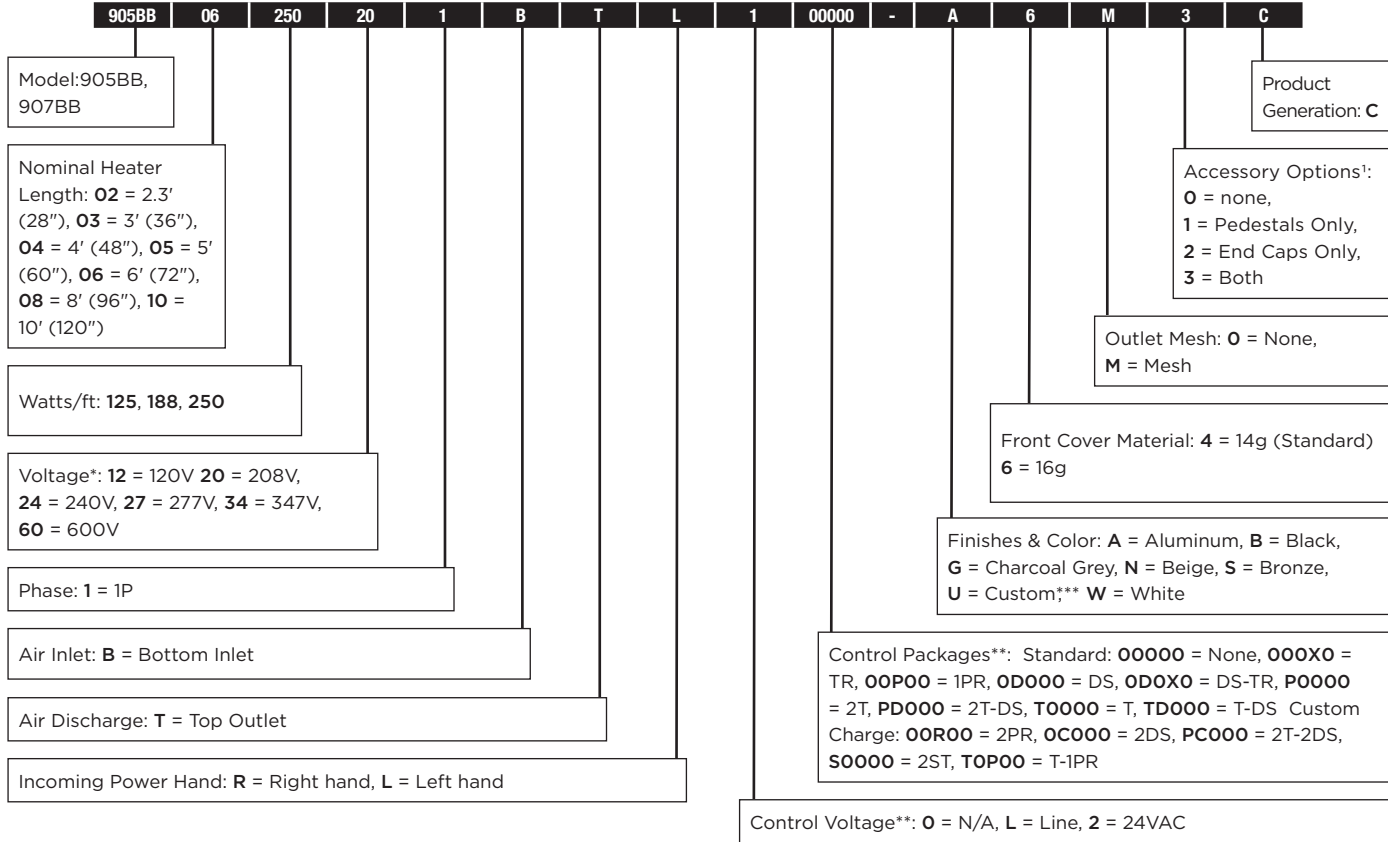 905BB 06 250 20 1 B T L 1 00000 - A 6 M 3 C
Model:905BB,
907BB
Nominal Heater
Length: 02 = 2.3'
(28"), 03 = 3' (36"),
04 = 4' (48"), 05 = 5'
(60"), 06 = 6' (72"),
08 = 8' (96"), 10 =
10' (120")
Watts/ft: 125, 188, 250
Voltage*: 12 = 120V 20 = 208V,
24 = 240V, 27 = 277V, 34 = 347V,
60 = 600V
Phase: 1 = 1P
Air Inlet: B = Bottom Inlet
Air Discharge: T = Top Outlet
Incoming Power Hand: R = Right hand, L = Left hand
Product
Generation: C
Accessory Options¹:
0 = none,
1 = Pedestals Only,
2 = End Caps Only,
3 = Both
Outlet Mesh: 0 = None,
M = Mesh
Front Cover Material: 4 = 14g (Standard)
6 = 16g
Finishes & Color: A = Aluminum, B = Black,
G = Charcoal Grey, N = Beige, S = Bronze,
U = Custom,*** W = White
Control Packages**: Standard: 00000 = None, 000X0 =
TR, 00P00 = 1PR, 0D000 = DS, 0D0X0 = DS-TR, P0000
= 2T, PD000 = 2T-DS, T0000 = T, TD000 = T-DS Custom
Charge: 00R00 = 2PR, 0C000 = 2DS, PC000 = 2T-2DS,
S0000 = 2ST, T0P00 = T-1PR
Control Voltage**: 0 = N/A, L = Line, 2 = 24VAC